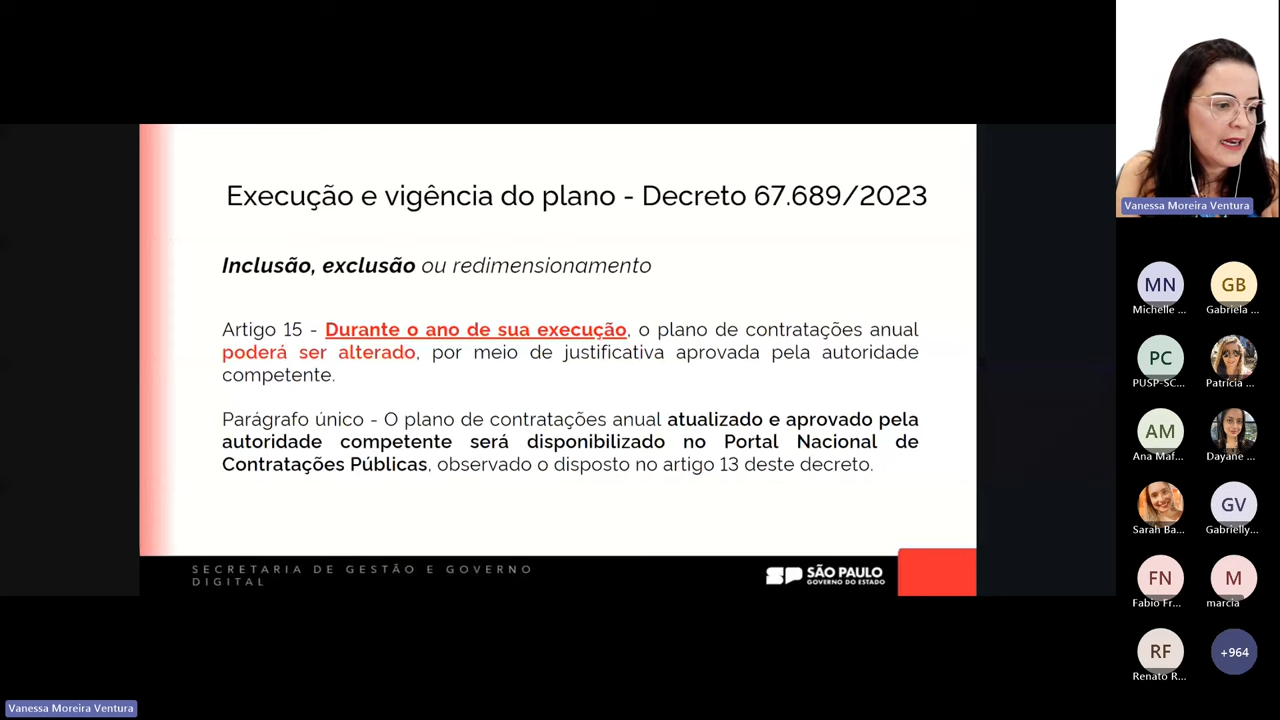 Execução e vigência do plano - Decreto 67.689/2023
Inclusão, exclusão ou redimensionamento
Artigo 15 - Durante o ano de sua execução, o plano de contratações anual
poderá ser alterado, por meio de justificativa aprovada pela autoridade
competente.
Parágrafo único - O plano de contratações anual atualizado e aprovado pela
autoridade competente será disponibilizado no Portal Nacional de
Contratações Públicas, observado o disposto no artigo 13 deste decreto.
SECRETARIA DE GESTÃO E GOVERNO
DIGITAL
SP SÃO PAULO
GOVERNO DO ESTADO
Vanessa Moreira Ventura
MN
GB
Michelle ...
Gabriela ...
PC
PUSP-SC...
Patrícia ...
AM
Ana Maf...
Dayane ...
GV
Sarah Ba...
Gabrielly...
FN
M
Fabio Fr...
marcia
RF
+964
Renato R...
Vanessa Moreira Ventura